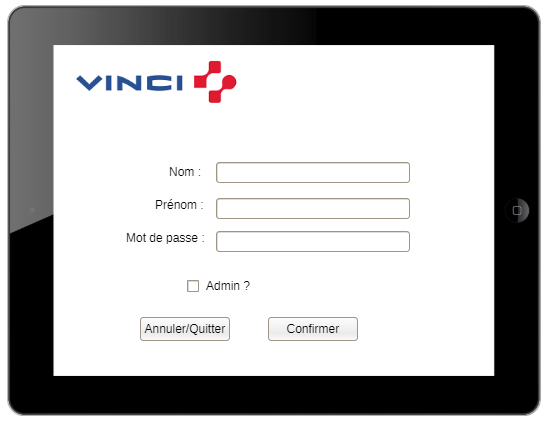 VINCI
Nom :
Prénom :
Mot de passe :
Admin ?
Annuler/Quitter Confirmer